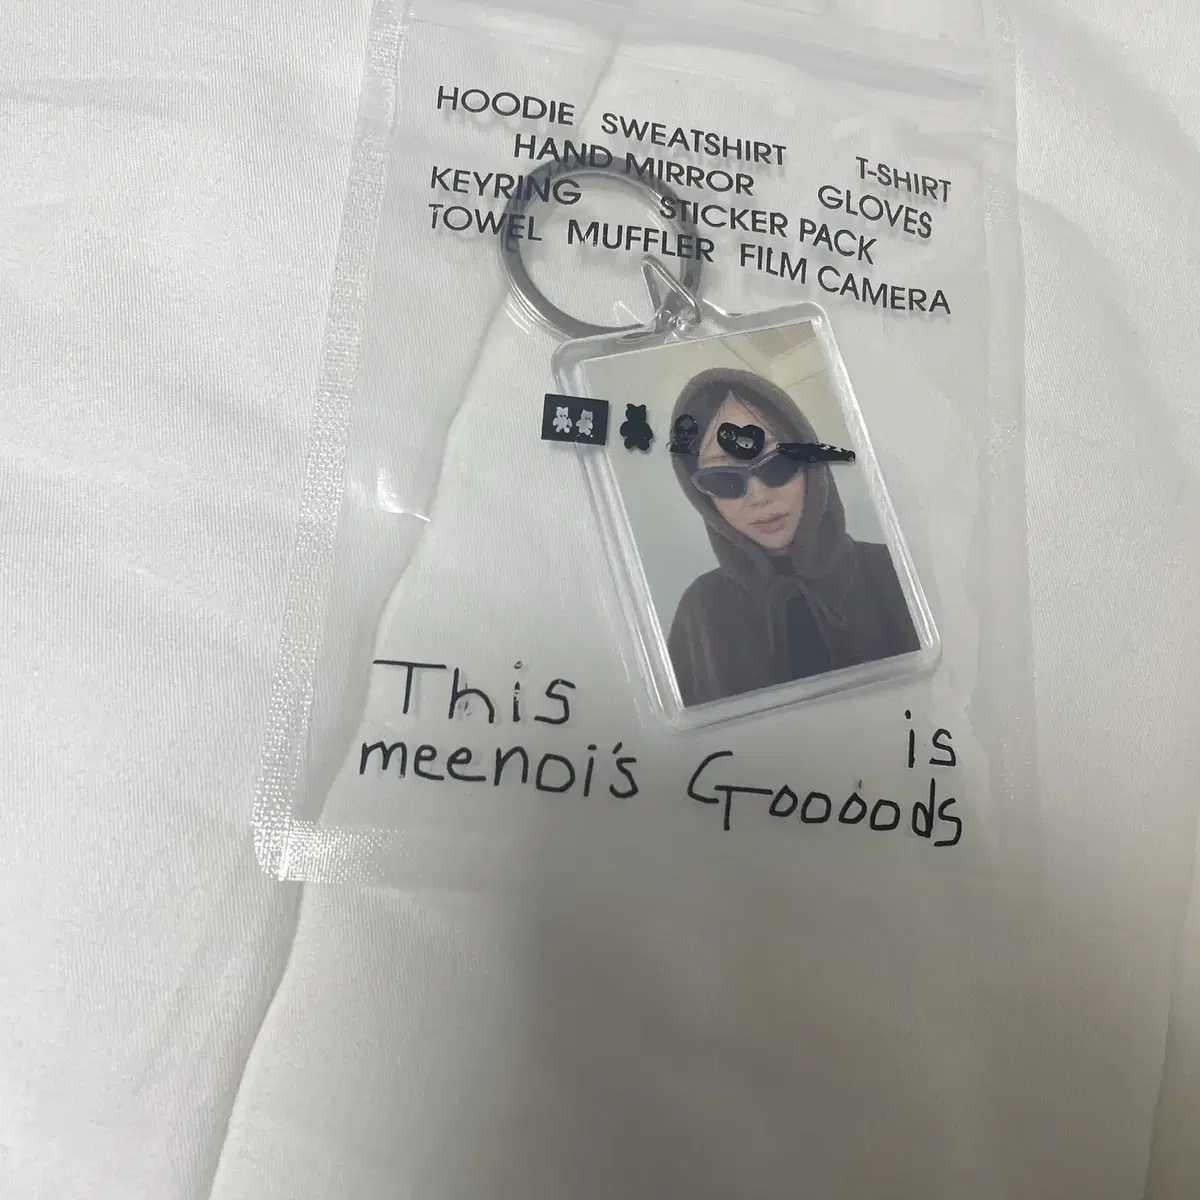 HOODIE SWEATSHIRT T-SHIRT
HAND MIRROR GLOVES
KEYRING STICKER PACK
TOWEL MUFFLER FILM CAMERA
This is
meenoi's Goooods